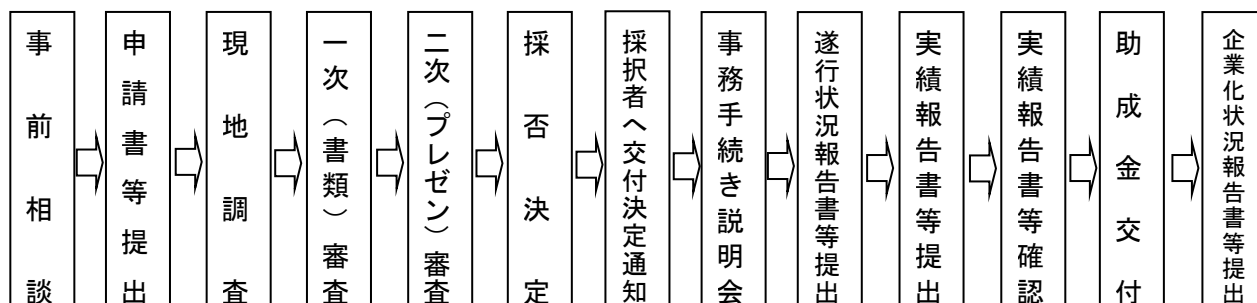 事前相談
申請書等提出
現地調査
一次（書類）審査
二次（プレゼン）審査
採否決定
採択者へ交付決定通知
事務手続き説明会
遂行状況報告書等提出
実績報告書等提出
実績報告書等確認
助成金交付
企業化状況報告書等提出